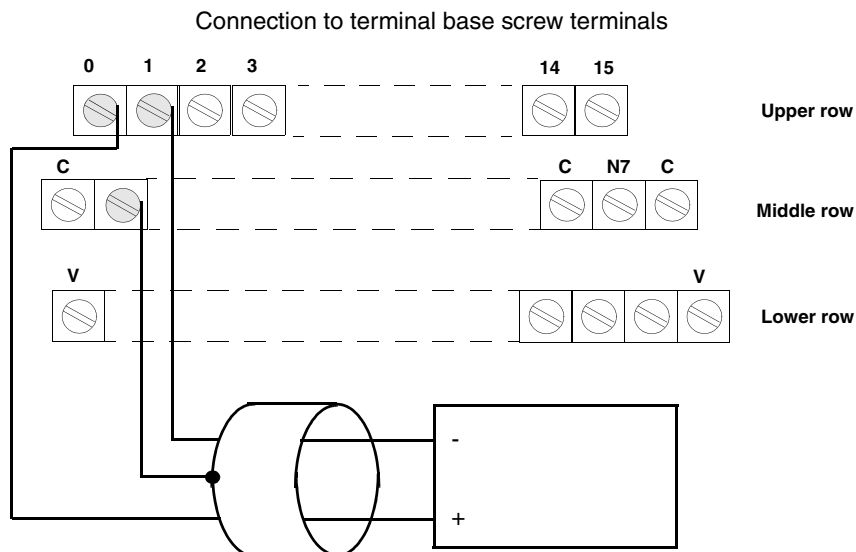 Connection to terminal base screw terminals
0 1 2 3 14 15
Upper row
C C N7 C
Middle row
V V
Lower row
-
+